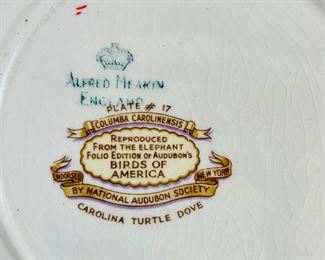 ALFRED MEAKIN
ENGLAND
PLATE # 17
COLUMBA CAROLINENSIS
REPRODUCED
FROM THE ELEPHANT
FOLIO EDITION OF AUDUBON'S
BIRDS OF
AMERICA
ENDORSED
NEW YORK
BY NATIONAL AUDUBON SOCIETY
CAROLINA TURTLE DOVE